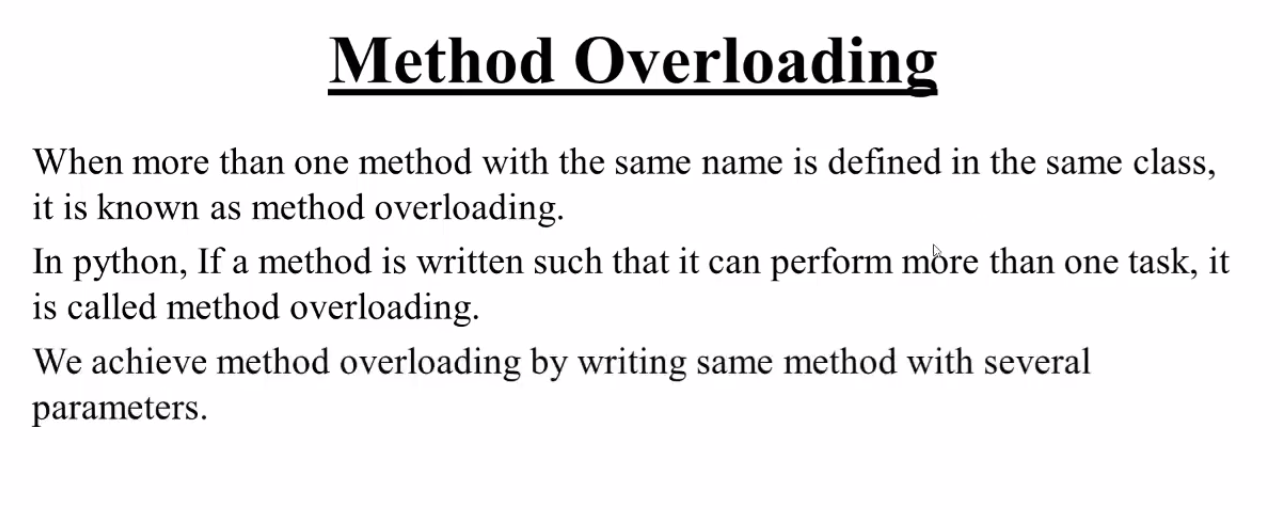 Method Overloading
When more than one method with the same name is defined in the same class,
it is known as method overloading.
In python, If a method is written such that it can perform more than one task, it
is called method overloading.
We achieve method overloading by writing same method with several
parameters.